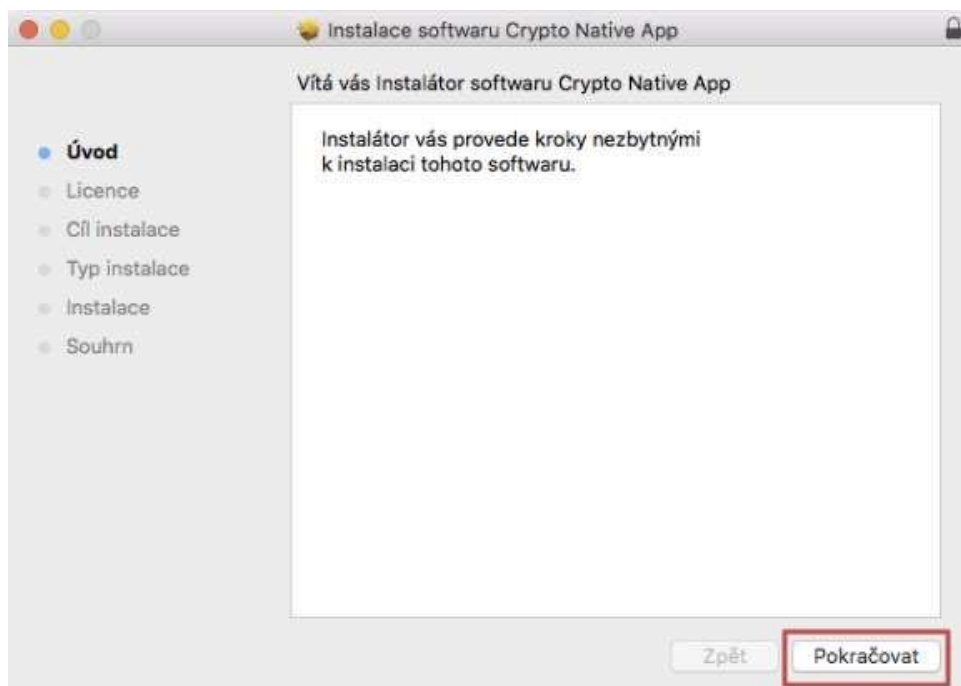 Instalace softwaru Crypto Native App
Vítá vás Instalátor softwaru Crypto Native App
Úvod
Licence
Cíl instalace
Typ instalace
Instalace
Souhrn
Instalátor vás provede kroky nezbytnými
k instalaci tohoto softwaru.
Zpět
Pokračovat